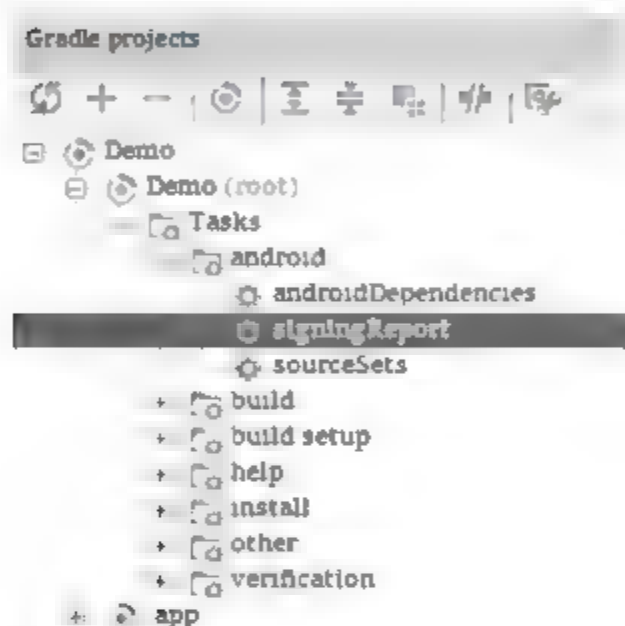 Gradle projects
Demo
Demo (root)
Tasks
android
androidDependencies
signingReport
sourceSets
build
build setup
help
install
other
verification
app